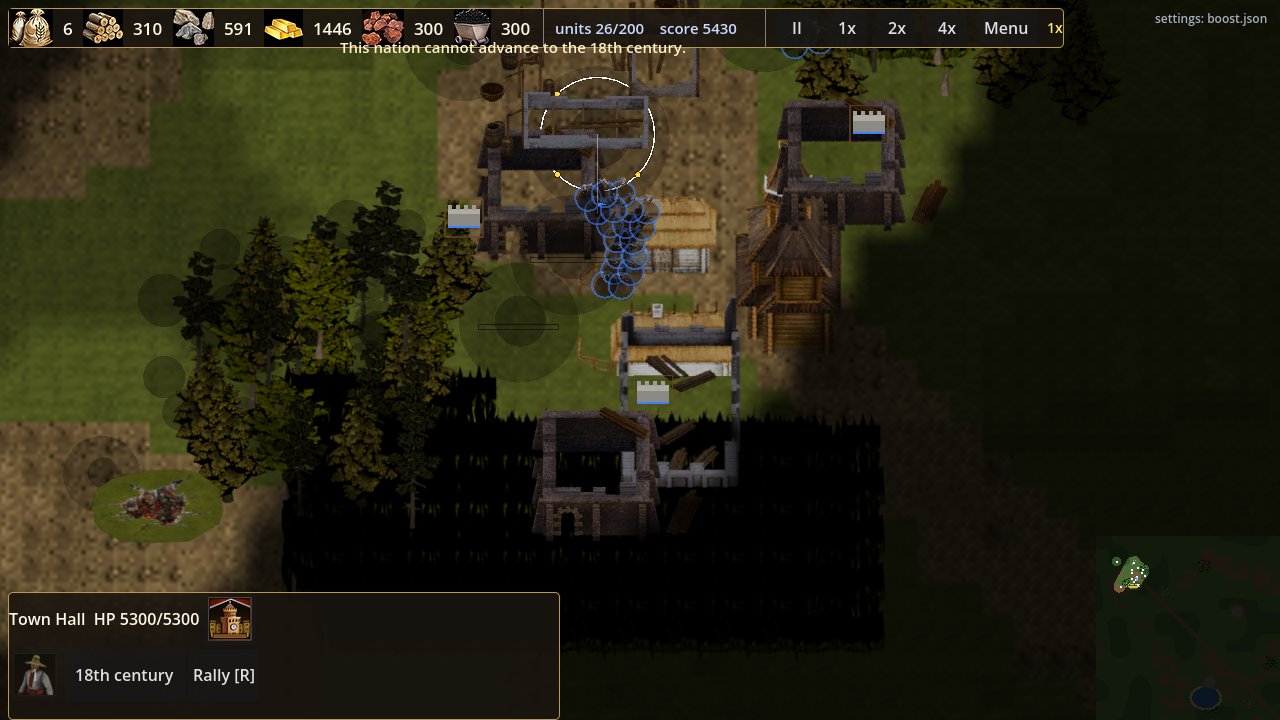 6 310 591 1446 300 300 units 26/200 score 5430 II 1x 2x 4x Menu 1x
settings: boost.json
This nation cannot advance to the 18th century.
Town Hall HP 5300/5300
18th century Rally [R]